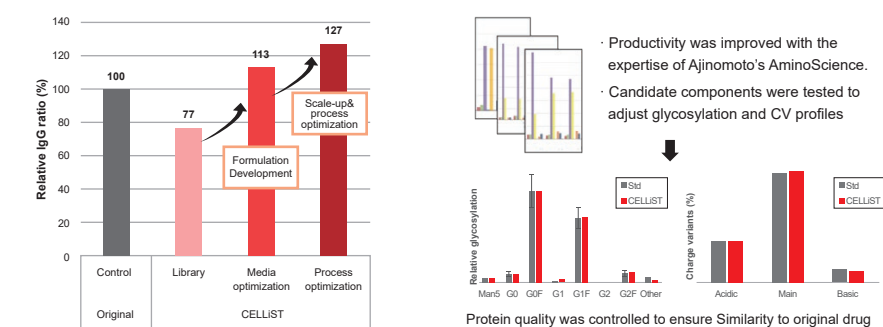 140
120
100
80
60
40
20
0
Relative IgG ratio (%)
100
77
113
127
Formulation
Development
Scale-up&
process
optimization
Control
Library
Media
optimization
Process
optimization
Original
CELLiST
· Productivity was improved with the
expertise of Ajinomoto's AminoScience.
· Candidate components were tested to
adjust glycosylation and CV profiles
Relative glycosylation
Std
CELLiST
Man5 G0 G0F G1 G1F G2 G2F Other
Charge variants (%)
Std
CELLiST
Acidic Main Basic
Protein quality was controlled to ensure Similarity to original drug